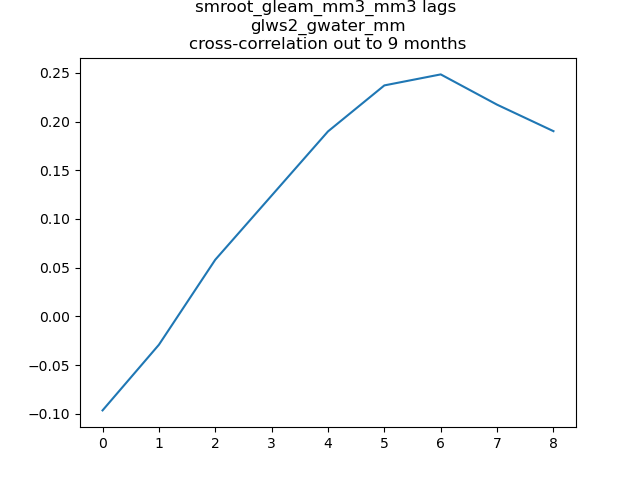 smroot_gleam_mm3_mm3 lags
glws2_gwater_mm
cross-correlation out to 9 months
0.25
0.20
0.15
0.10
0.05
0.00
−0.05
−0.10
0 1 2 3 4 5 6 7 8